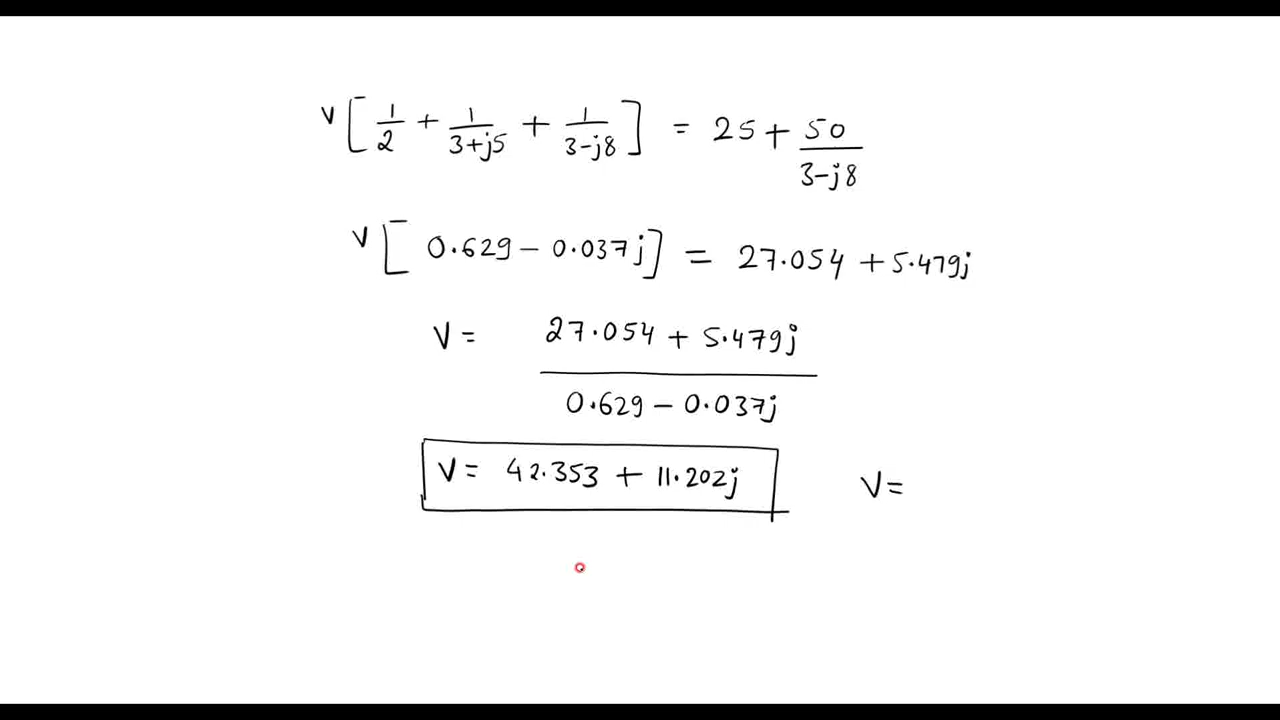 V[1/2 + 1/(3+j5) + 1/(3-j8)] = 25 + 50/(3-j8)
V[0.629 - 0.037j] = 27.054 + 5.479j
V = (27.054 + 5.479j)/(0.629 - 0.037j)
V = 42.353 + 11.202j V=